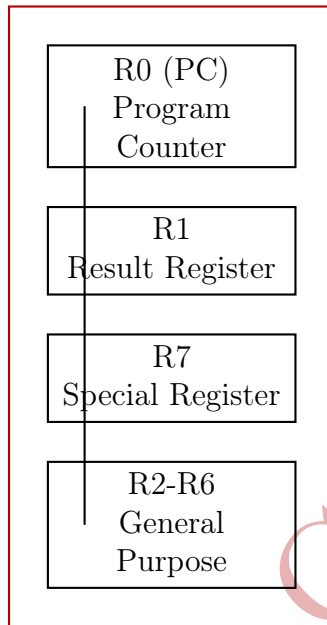 R0 (PC)
Program
Counter
R1
Result Register
R7
Special Register
R2-R6
General
Purpose